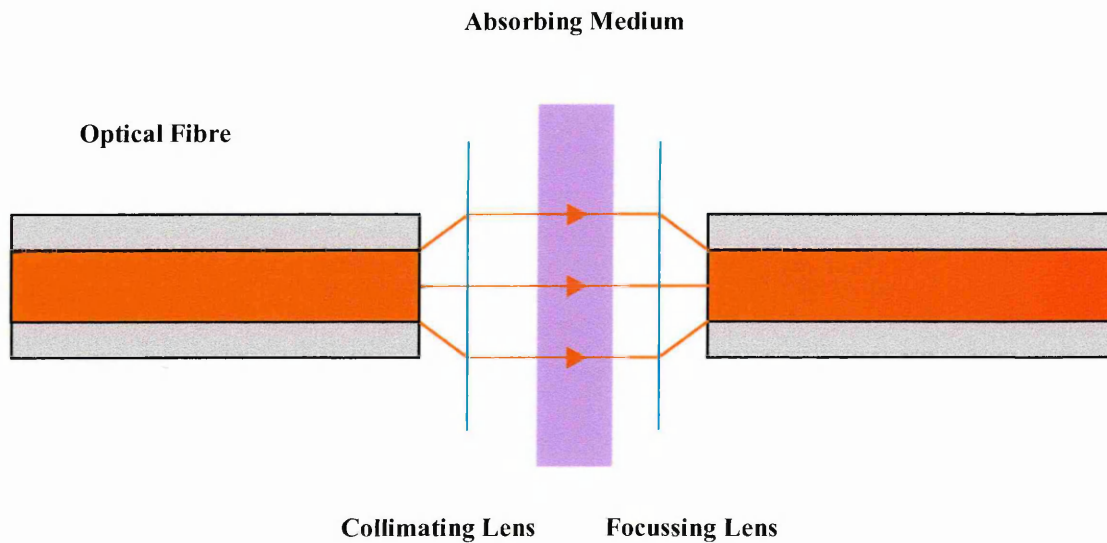 Absorbing Medium
Optical Fibre
Collimating Lens
Focussing Lens